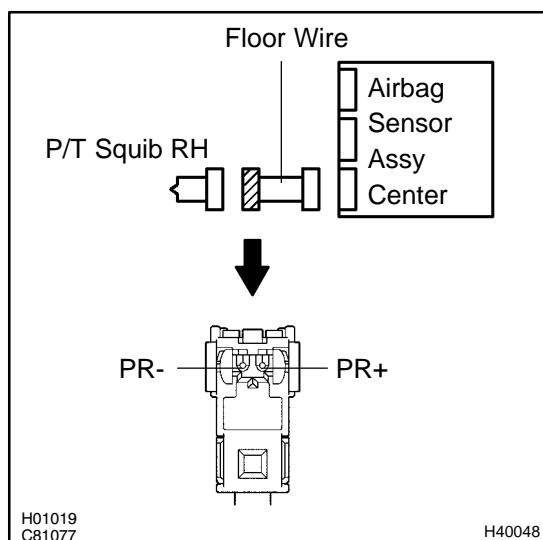 Floor Wire
Airbag
Sensor
Assy
Center
P/T Squib RH
PR-
PR+
H01019
C81077
H40048